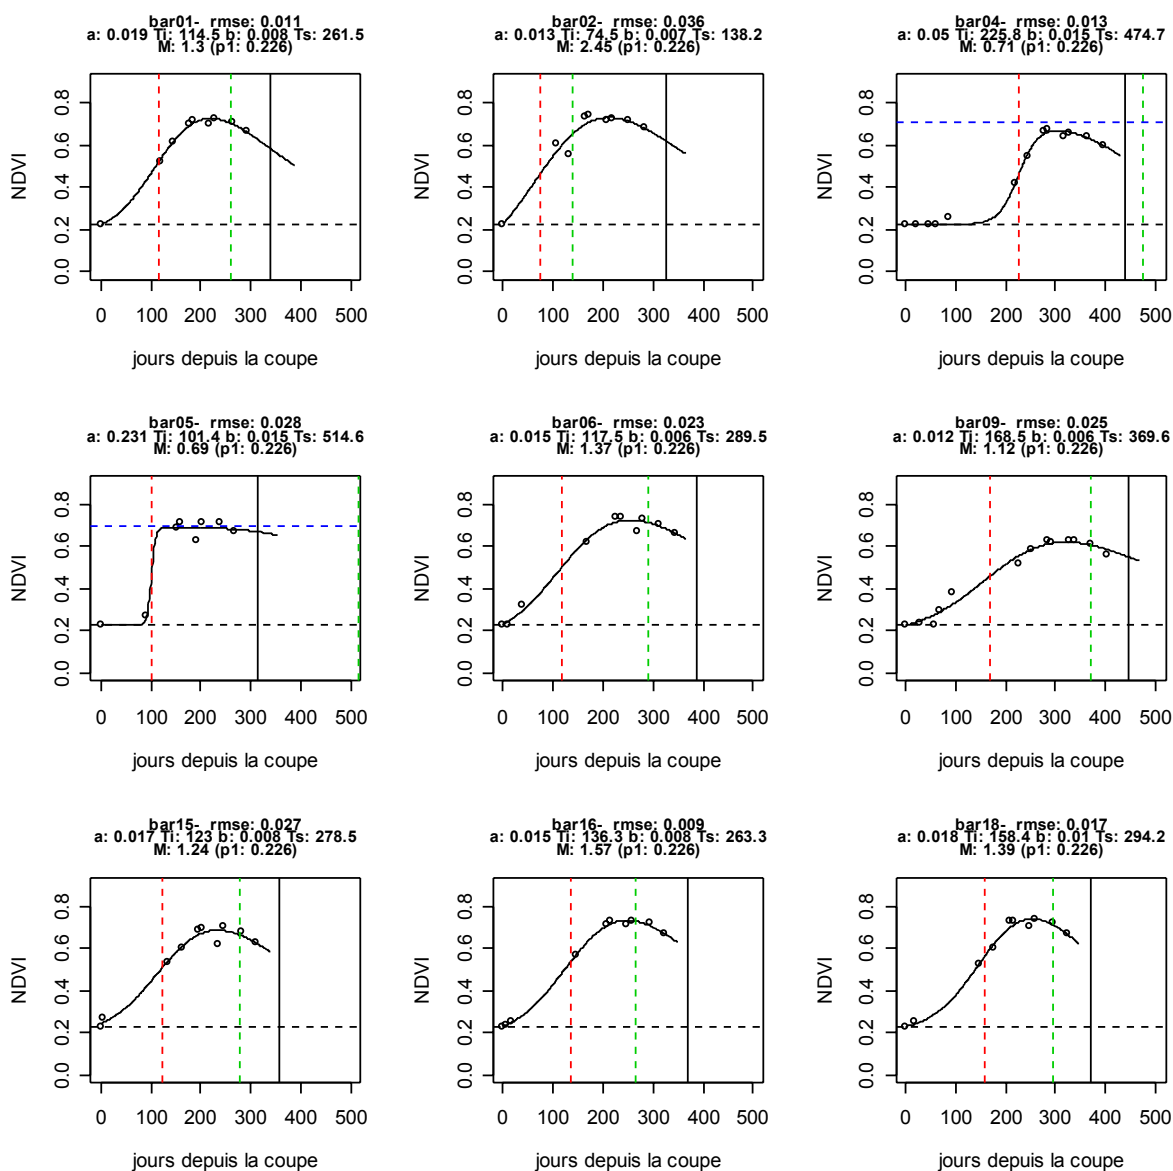 bar01-  rmse: 0.011
a: 0.019 Ti: 114.5 b: 0.008 Ts: 261.5
M: 1.3 (p1: 0.226)
NDVI
0.8
0.6
0.4
0.2
0.0
0 100 200 300 400 500
jours depuis la coupe
bar02-  rmse: 0.036
a: 0.013 Ti: 74.5 b: 0.007 Ts: 138.2
M: 2.45 (p1: 0.226)
NDVI
0.8
0.6
0.4
0.2
0.0
0 100 200 300 400 500
jours depuis la coupe
bar04-  rmse: 0.013
a: 0.05 Ti: 225.8 b: 0.015 Ts: 474.7
M: 0.71 (p1: 0.226)
NDVI
0.8
0.6
0.4
0.2
0.0
0 100 200 300 400 500
jours depuis la coupe
bar05-  rmse: 0.028
a: 0.231 Ti: 101.4 b: 0.015 Ts: 514.6
M: 0.69 (p1: 0.226)
NDVI
0.8
0.6
0.4
0.2
0.0
0 100 200 300 400 500
jours depuis la coupe
bar06-  rmse: 0.023
a: 0.015 Ti: 117.5 b: 0.006 Ts: 289.5
M: 1.37 (p1: 0.226)
NDVI
0.8
0.6
0.4
0.2
0.0
0 100 200 300 400 500
jours depuis la coupe
bar09-  rmse: 0.025
a: 0.012 Ti: 168.5 b: 0.006 Ts: 369.6
M: 1.12 (p1: 0.226)
NDVI
0.8
0.6
0.4
0.2
0.0
0 100 200 300 400 500
jours depuis la coupe
bar15-  rmse: 0.027
a: 0.017 Ti: 123 b: 0.008 Ts: 278.5
M: 1.24 (p1: 0.226)
NDVI
0.8
0.6
0.4
0.2
0.0
0 100 200 300 400 500
jours depuis la coupe
bar16-  rmse: 0.009
a: 0.015 Ti: 136.3 b: 0.008 Ts: 263.3
M: 1.57 (p1: 0.226)
NDVI
0.8
0.6
0.4
0.2
0.0
0 100 200 300 400 500
jours depuis la coupe
bar18-  rmse: 0.017
a: 0.018 Ti: 158.4 b: 0.01 Ts: 294.2
M: 1.39 (p1: 0.226)
NDVI
0.8
0.6
0.4
0.2
0.0
0 100 200 300 400 500
jours depuis la coupe